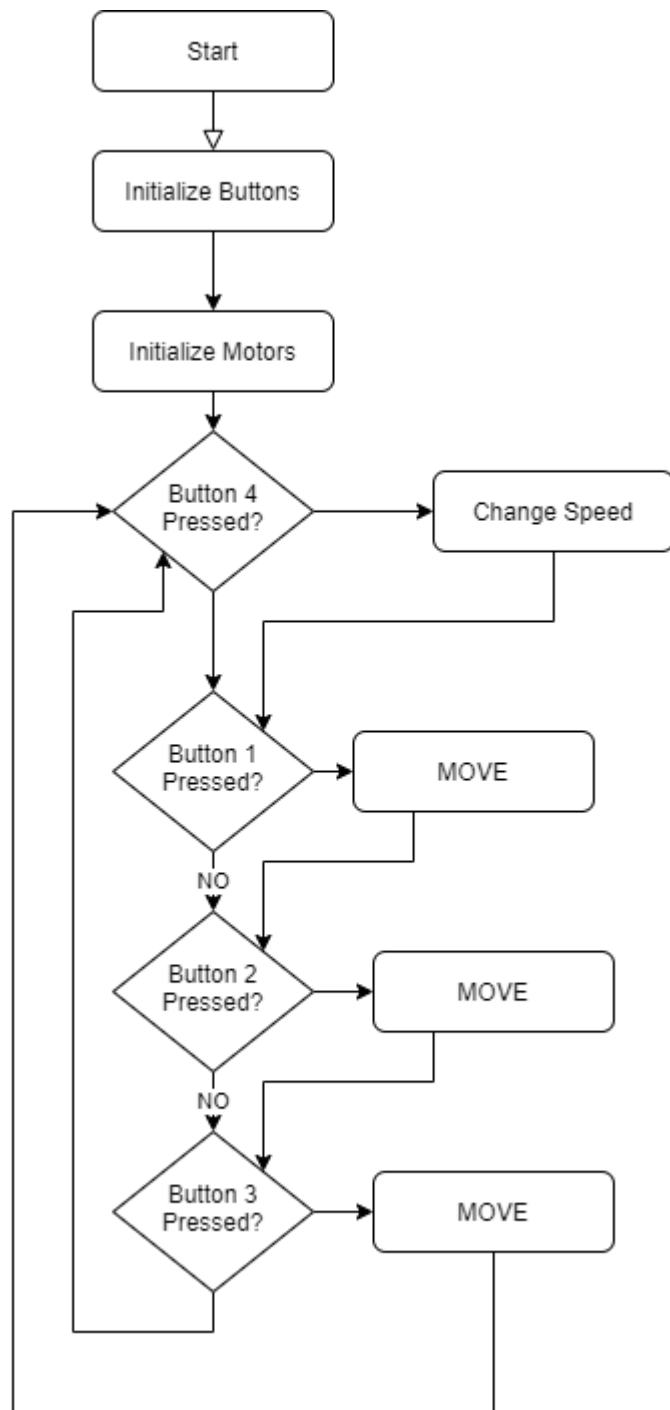 Start
Initialize Buttons
Initialize Motors
Button 4
Pressed?
Change Speed
Button 1
Pressed?
MOVE
NO
Button 2
Pressed?
MOVE
NO
Button 3
Pressed?
MOVE